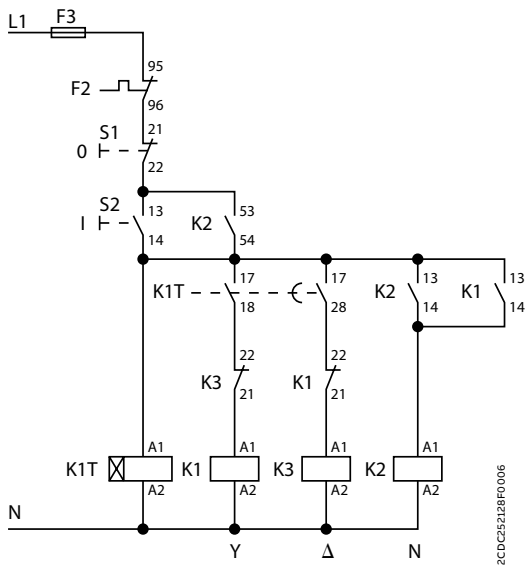 L1 F3
95
F2
96
S1 21
0
22
S2 13 53
I K2
14 54
17 17 13 13
K1T K2 K1
18 28 14 14
22 22
K3 K1
21 21
A1 A1 A1 A1
K1T K1 K3 K2
A2 A2 A2 A2
N
Y Δ N
2CDC252128F0006